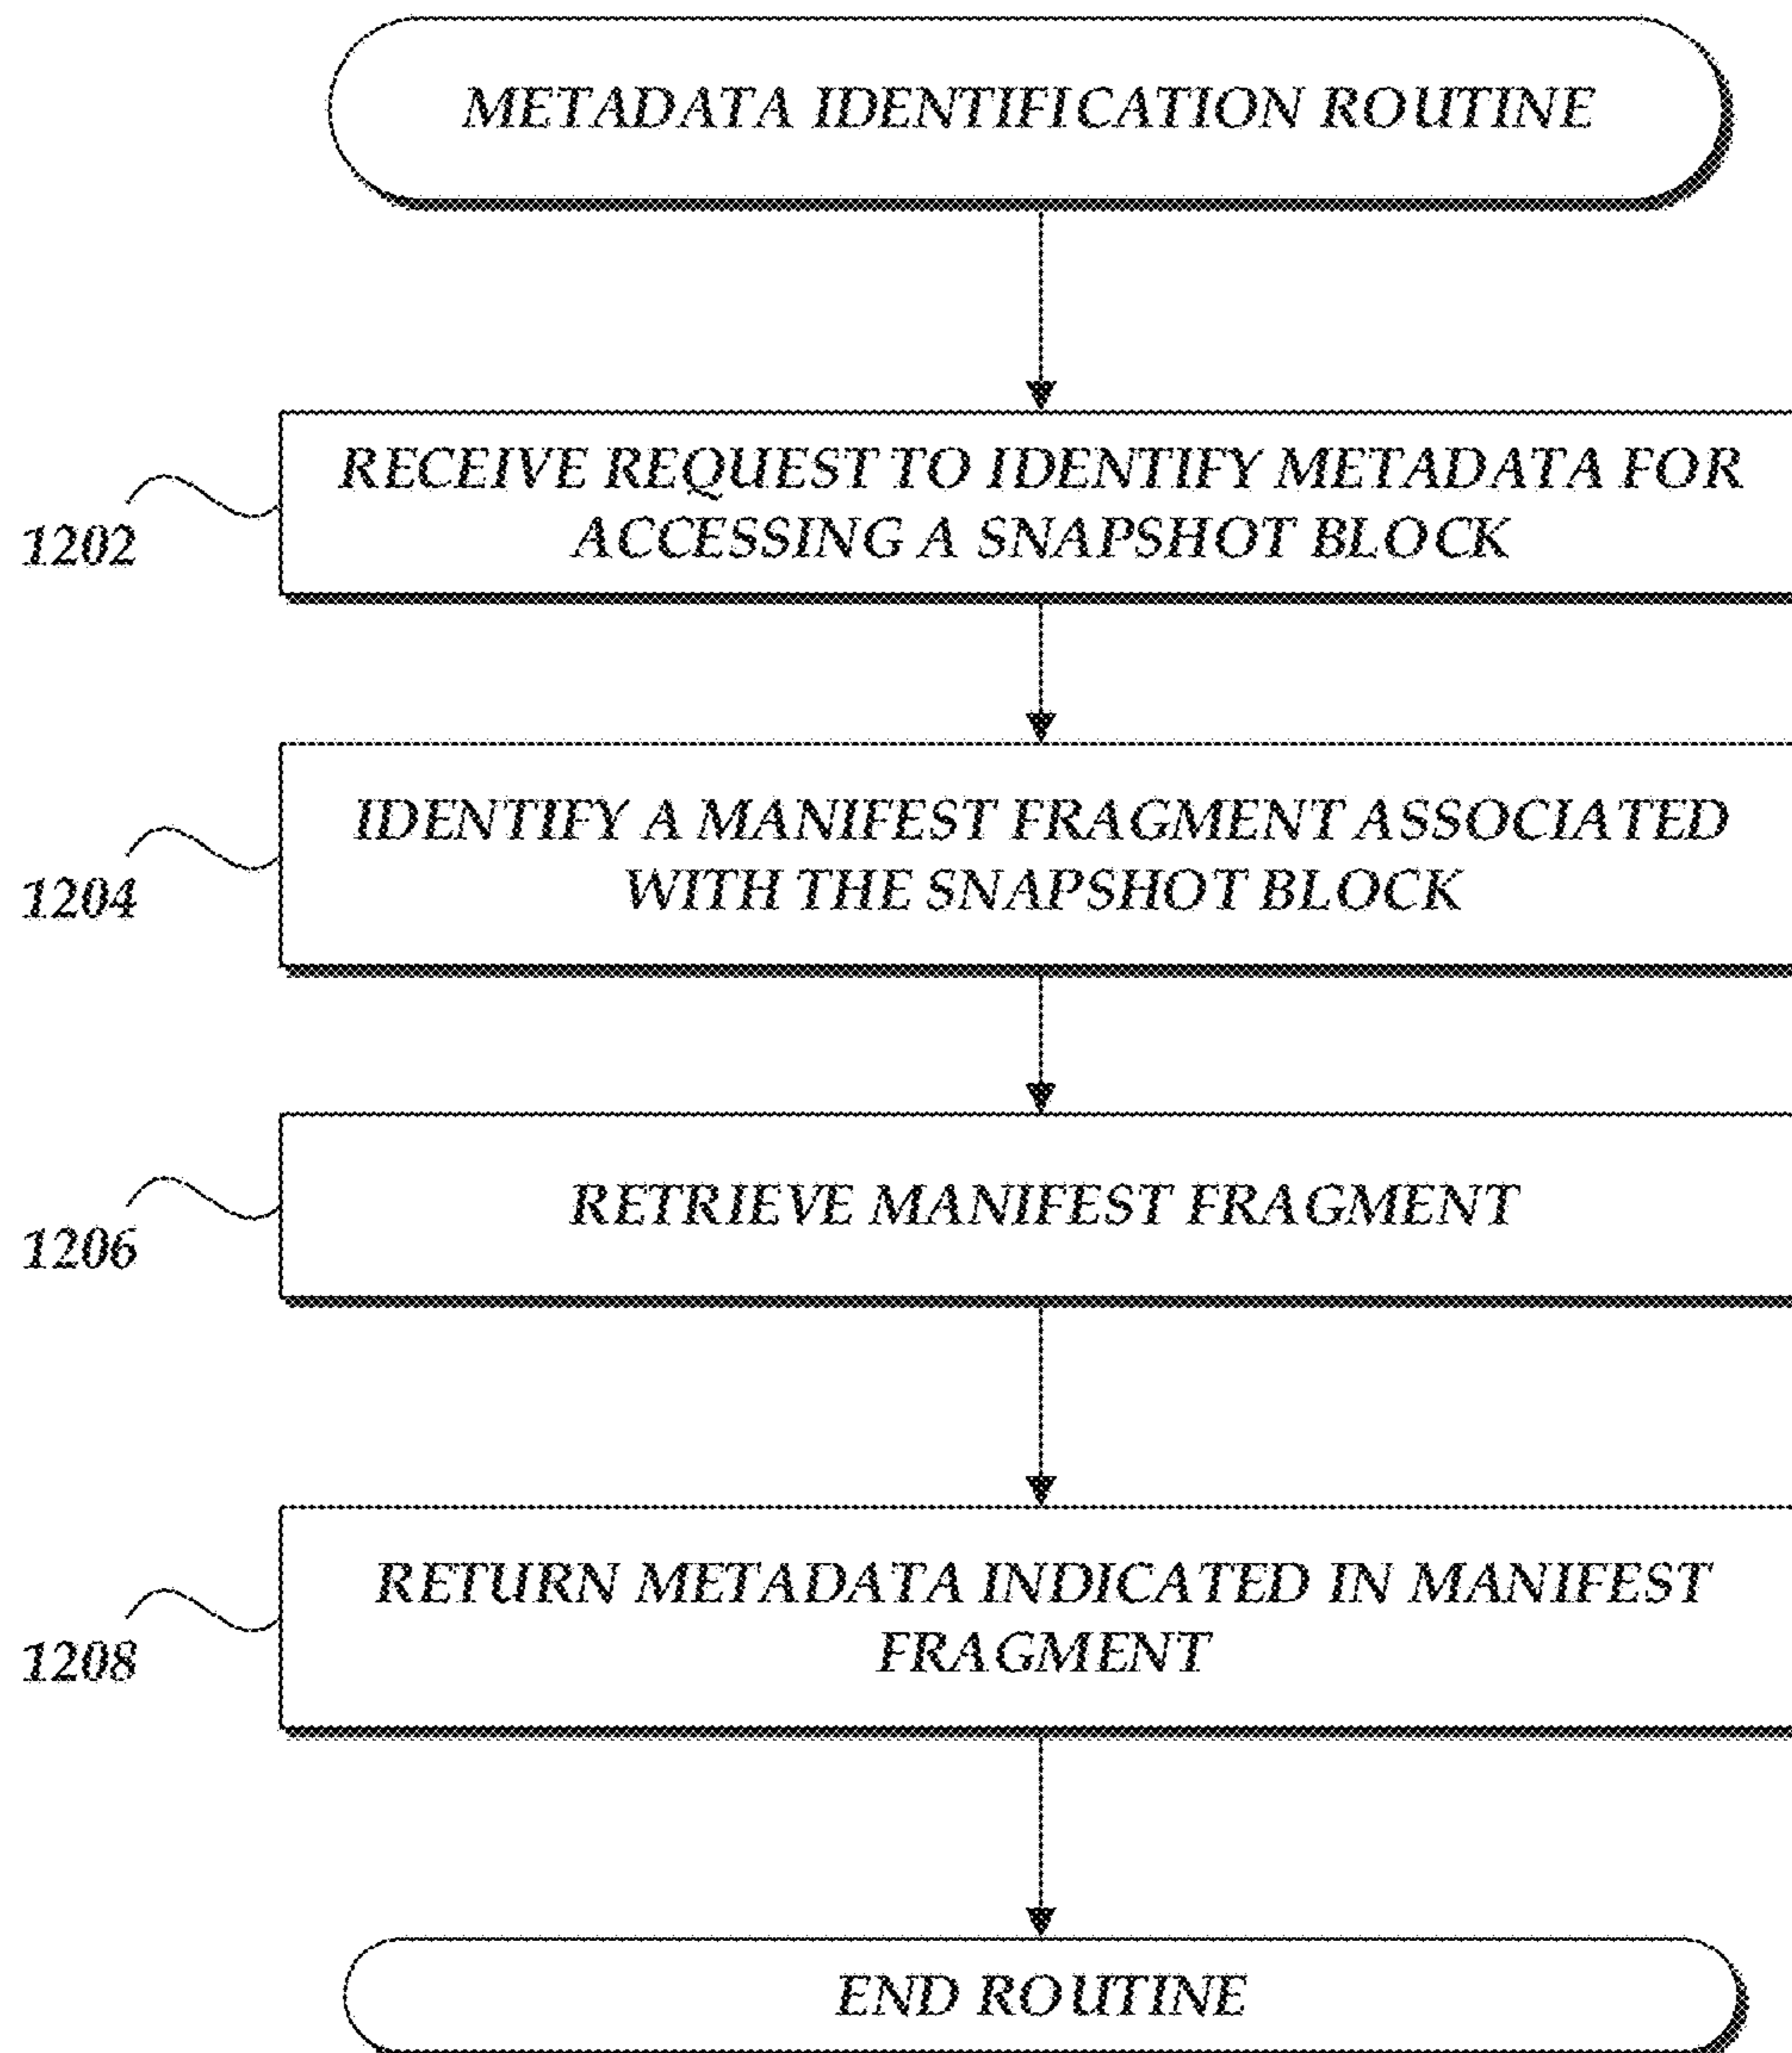 METADATA IDENTIFICATION ROUTINE
RECEIVE REQUEST TO IDENTIFY METADATA FOR
ACCESSING A SNAPSHOT BLOCK
1202
IDENTIFY A MANIFEST FRAGMENT ASSOCIATED
WITH THE SNAPSHOT BLOCK
1204
RETRIEVE MANIFEST FRAGMENT
1206
RETURN METADATA INDICATED IN MANIFEST
FRAGMENT
1208
END ROUTINE